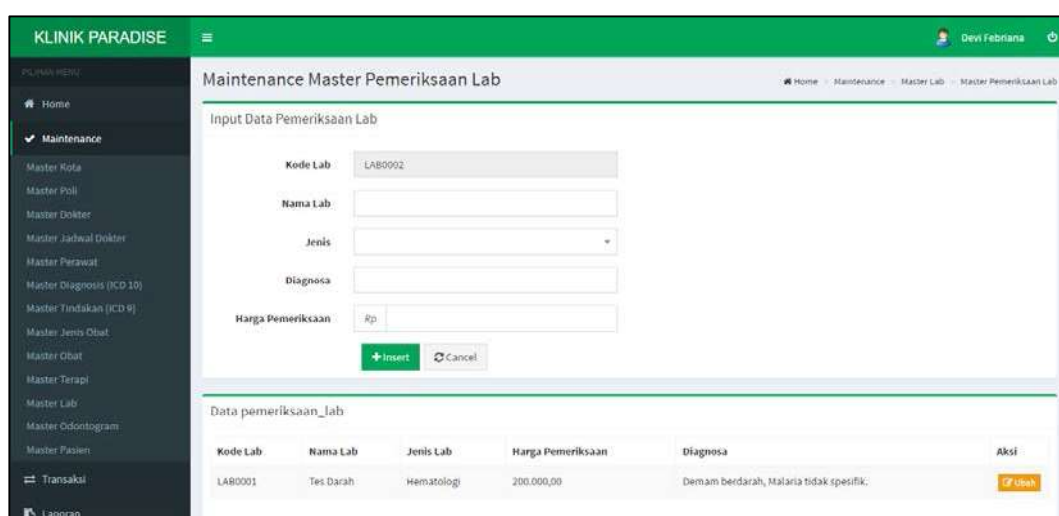 KLINIK PARADISE
Devi Febriana
PILIHAN MENU
Home
Maintenance
Master Kota
Master Poli
Master Dokter
Master Jadwal Dokter
Master Perawat
Master Diagnosis (ICD 10)
Master Tindakan (ICD 9)
Master Jenis Obat
Master Obat
Master Terapi
Master Lab
Master Odontogram
Master Pasien
Transaksi
Laporan
Maintenance Master Pemeriksaan Lab
Home Maintenance Master Lab Master Pemeriksaan Lab
Input Data Pemeriksaan Lab
Kode Lab LAB0002
Nama Lab
Jenis
Diagnosa
Harga Pemeriksaan Rp
Insert Cancel
Data pemeriksaan_lab
Kode Lab Nama Lab Jenis Lab Harga Pemeriksaan Diagnosa Aksi
LAB0001 Tes Darah Hematologi 200.000,00 Demam berdarah, Malaria tidak spesifik. Ubah